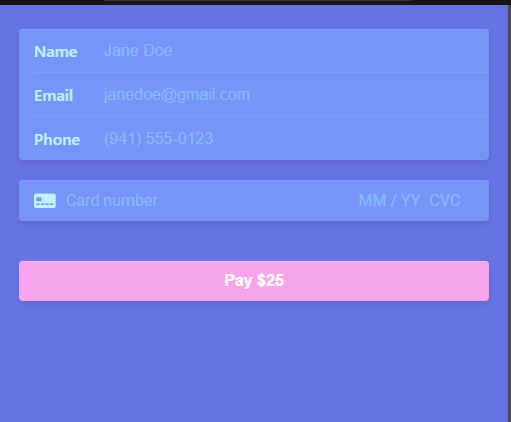 Name Jane Doe
Email janedoe@gmail.com
Phone (941) 555-0123
Card number MM / YY CVC
Pay $25